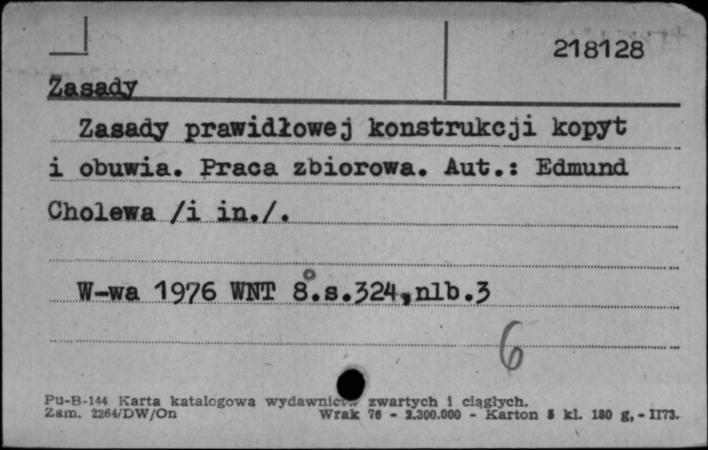 218128
Zasady
Zasady prawidłowej konstrukcji kopyt
i obuwia. Praca zbiorowa. Aut.: Edmund
Cholewa /i in./.
W-wa 1976 WNT 8°.s.324,nlb.3
6
Pu-B-144 Karta katalogowa wydawnictw zwartych i ciągłych.
Zam. 2264/DW/On Wrak 76 - 2.300.000 - Karton 5 kl. 180 g, - II73.